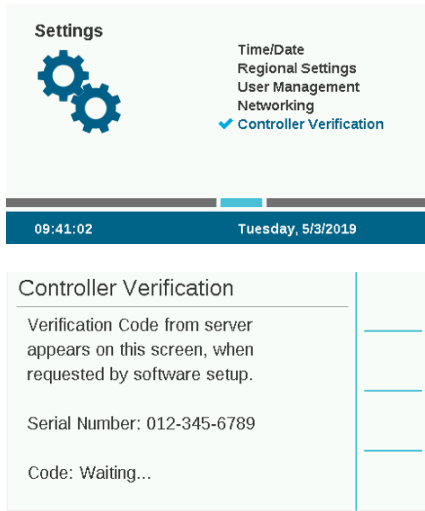 Settings
Time/Date
Regional Settings
User Management
Networking
Controller Verification
09:41:02
Tuesday, 5/3/2019
Controller Verification
Verification Code from server
appears on this screen, when
requested by software setup.
Serial Number: 012-345-6789
Code: Waiting...